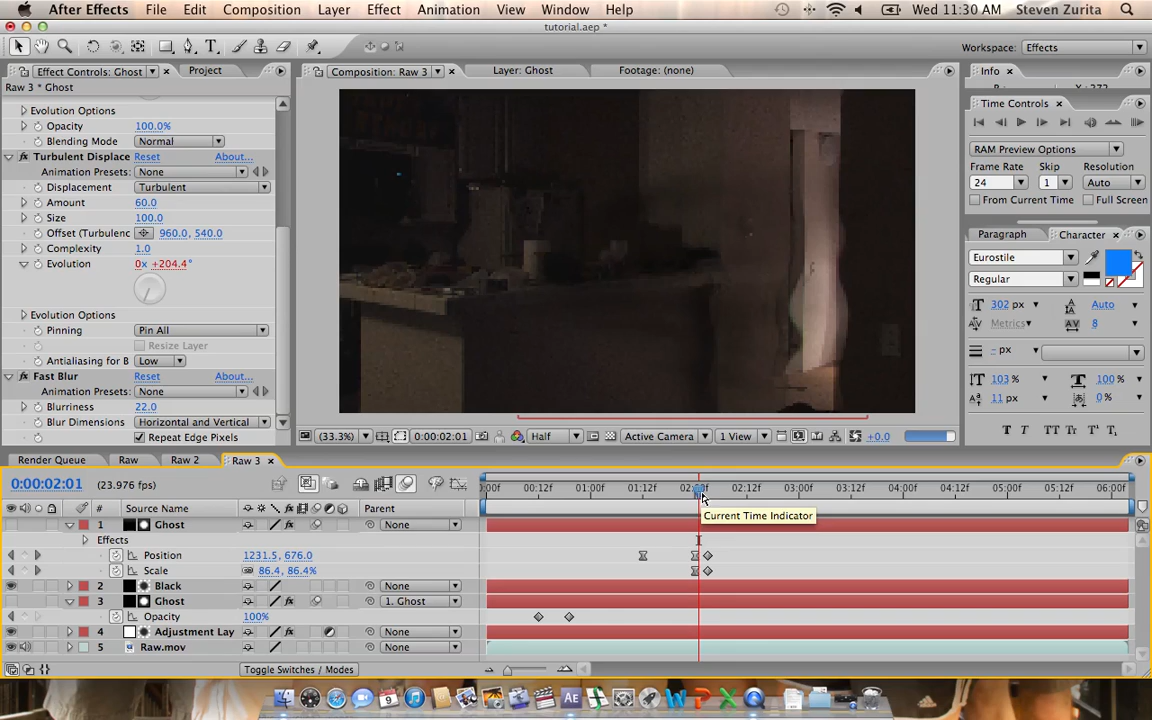 After Effects File Edit Composition Layer Effect Animation View Window Help Wed 11:30 AM Steven Zurita
tutorial.aep *
Workspace: Effects
Effect Controls: Ghost Project Composition: Raw 3 Layer: Ghost Footage: (none) Info
Raw 3 * Ghost
Evolution Options
Opacity 100.0%
Blending Mode Normal
Turbulent Displace Reset About...
Animation Presets: None
Displacement Turbulent
Amount 60.0
Size 100.0
Offset (Turbulenc 960.0, 540.0
Complexity 1.0
Evolution 0x +204.4°
Evolution Options
Pinning Pin All
Resize Layer
Antialiasing for B Low
Fast Blur Reset About...
Animation Presets: None
Blurriness 22.0
Blur Dimensions Horizontal and Vertical
Repeat Edge Pixels
(33.3%) 0:00:02:01 Half Active Camera 1 View +0.0
Time Controls
RAM Preview Options
Frame Rate Skip Resolution
24 1 Auto
From Current Time Full Screen
Paragraph Character
Eurostile
Regular
302 px Auto
Metrics 8
- px
103 % 100 %
11 px 0 %
T T TT Tr T' T,
Render Queue Raw Raw 2 Raw 3
0:00:02:01 (23.976 fps) :00f 00:12f 01:00f 01:12f 02:00f 02:12f 03:00f 03:12f 04:00f 04:12f 05:00f 05:12f 06:00f
# Source Name Parent
1 Ghost None
Current Time Indicator
Effects
Position 1231.5, 676.0
Scale 86.4, 86.4%
2 Black None
3 Ghost 1. Ghost
Opacity 100%
4 Adjustment Lay None
5 Raw.mov None
Toggle Switches / Modes